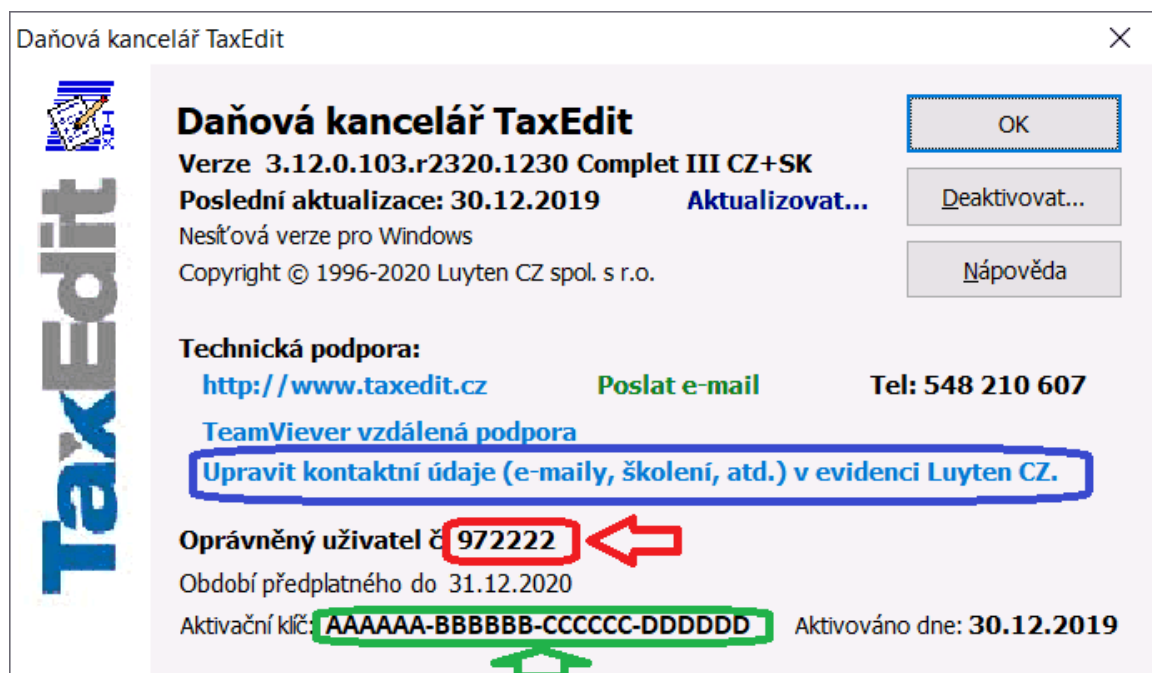 Daňová kancelář TaxEdit
TAX
TaxEdit
Daňová kancelář TaxEdit
OK
Verze 3.12.0.103.r2320.1230 Complet III CZ+SK
Poslední aktualizace: 30.12.2019 Aktualizovat...
Deaktivovat...
Nesíťová verze pro Windows
Copyright © 1996-2020 Luyten CZ spol. s r.o.
Nápověda
Technická podpora:
http://www.taxedit.cz Poslat e-mail Tel: 548 210 607
TeamViever vzdálená podpora
Upravit kontaktní údaje (e-maily, školení, atd.) v evidenci Luyten CZ.
Oprávněný uživatel č 972222
Období předplatného do 31.12.2020
Aktivační klíč: AAAAAA-BBBBBB-CCCCCC-DDDDDD Aktivováno dne: 30.12.2019